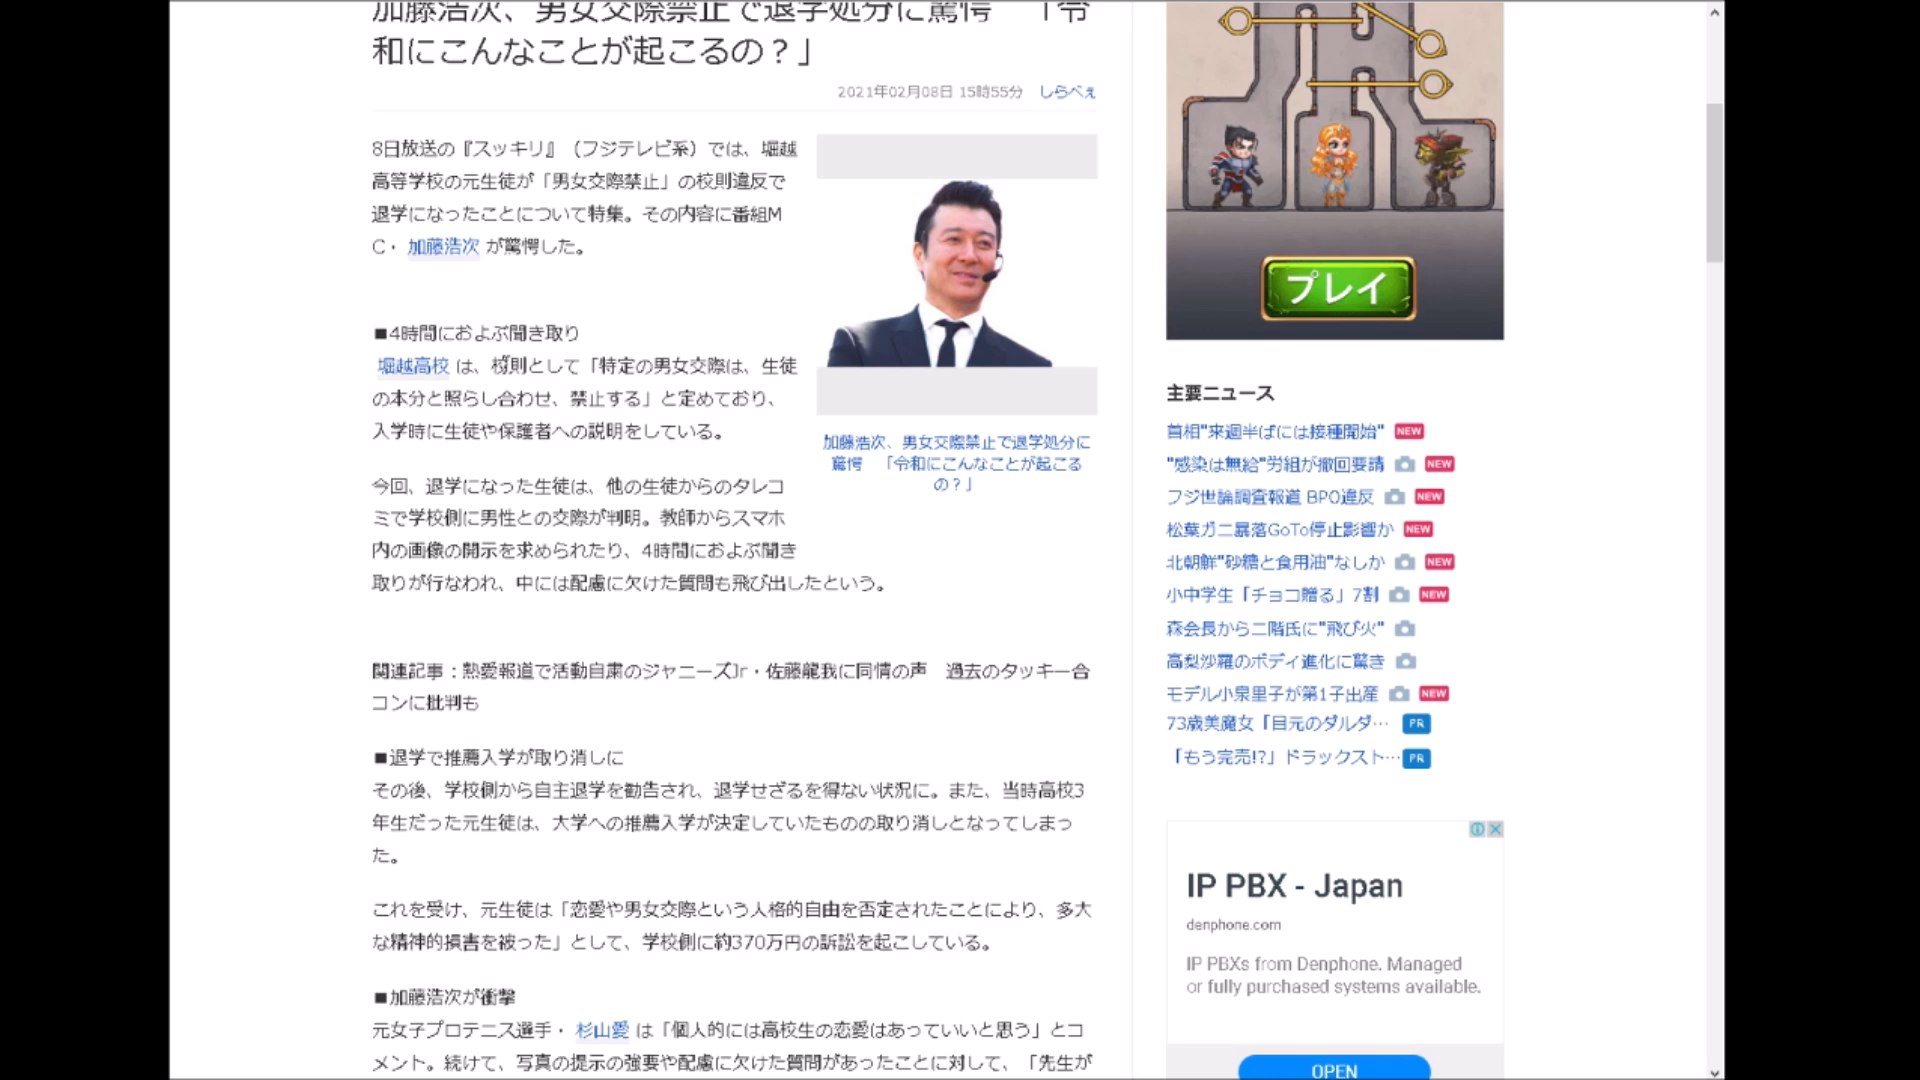 加藤浩次、男女交際禁止で退学処分に驚愕　「令
和にこんなことが起こるの？」
2021年02月08日 15時55分　しらべぇ
8日放送の『スッキリ』（フジテレビ系）では、堀越
高等学校の元生徒が「男女交際禁止」の校則違反で
退学になったことについて特集。その内容に番組M
C・ 加藤浩次 が驚愕した。
■4時間におよぶ聞き取り
堀越高校 は、校則として「特定の男女交際は、生徒
の本分と照らし合わせ、禁止する」と定めており、
入学時に生徒や保護者への説明をしている。
加藤浩次、男女交際禁止で退学処分に
驚愕　「令和にこんなことが起こる
の？」
今回、退学になった生徒は、他の生徒からのタレコ
ミで学校側に男性との交際が判明。教師からスマホ
内の画像の開示を求められたり、4時間におよぶ聞き
取りが行なわれ、中には配慮に欠けた質問も飛び出したという。
関連記事：熱愛報道で活動自粛のジャニーズJr・佐藤龍我に同情の声　過去のタッキー合
コンに批判も
■退学で推薦入学が取り消しに
その後、学校側から自主退学を勧告され、退学せざるを得ない状況に。また、当時高校3
年生だった元生徒は、大学への推薦入学が決定していたものの取り消しとなってしまっ
た。
これを受け、元生徒は「恋愛や男女交際という人格的自由を否定されたことにより、多大
な精神的損害を被った」として、学校側に約370万円の訴訟を起こしている。
■加藤浩次が衝撃
元女子プロテニス選手・ 杉山愛 は「個人的には高校生の恋愛はあっていいと思う」とコ
メント。続けて、写真の提示の強要や配慮に欠けた質問があったことに対して、「先生が
プレイ
主要ニュース
首相"来週半ばには接種開始" NEW
"感染は無給"労組が撤回要請 NEW
フジ世論調査報道 BPO違反 NEW
松葉ガニ暴落GoTo停止影響か NEW
北朝鮮"砂糖と食用油"なしか NEW
小中学生「チョコ贈る」7割 NEW
森会長から二階氏に"飛び火"
高梨沙羅のボディ進化に驚き
モデル小泉里子が第1子出産 NEW
73歳美魔女「目元のダルダ… PR
「もう完売!?」ドラックスト… PR
IP PBX - Japan
denphone.com
IP PBXs from Denphone. Managed
or fully purchased systems available.
OPEN